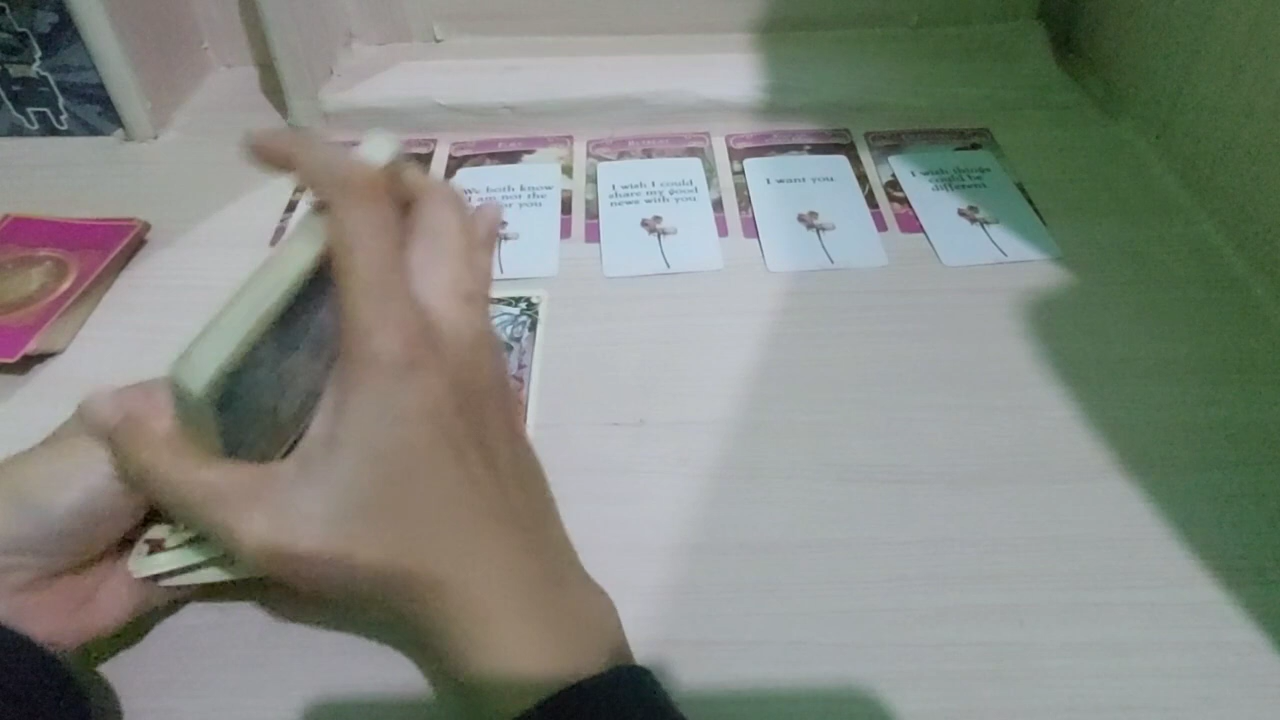 We both know
I am not the
you
I wish I could
share my good
news with you
I want you.
I wish things
could be
different